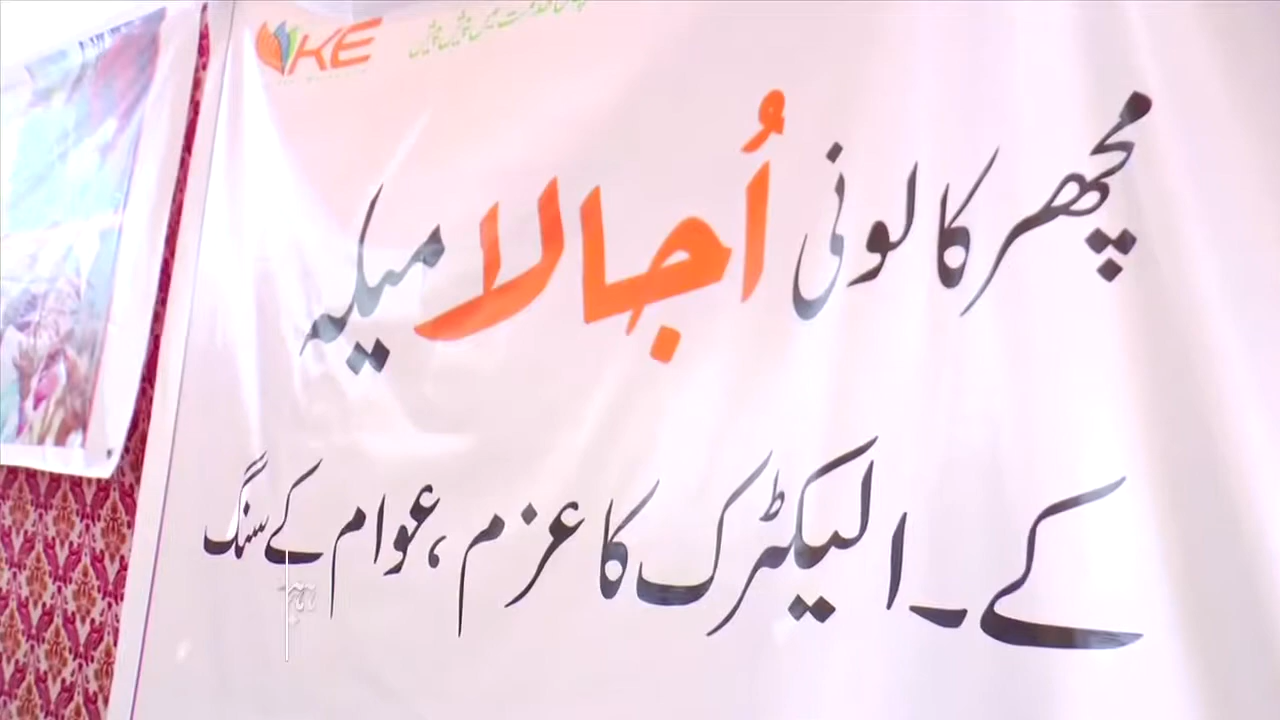 KE
مچھر کالونی اُجالا میلہ
کے۔الیکٹرک کا عزم، عوام کے سنگ